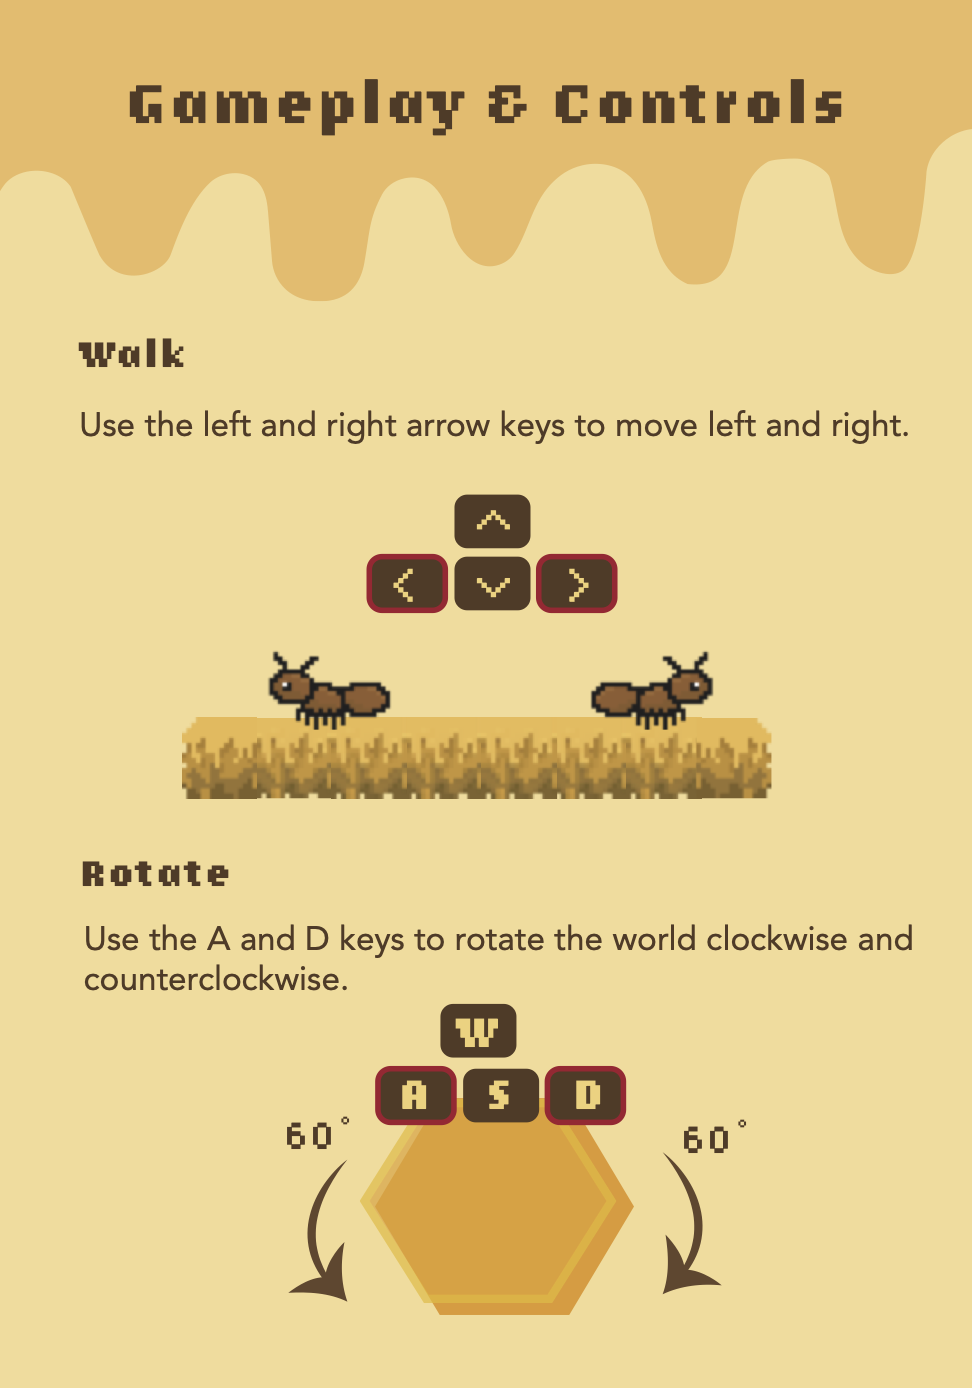 Gameplay & Controls
Walk
Use the left and right arrow keys to move left and right.
Rotate
Use the A and D keys to rotate the world clockwise and
counterclockwise.
W
A S D
60°
60°